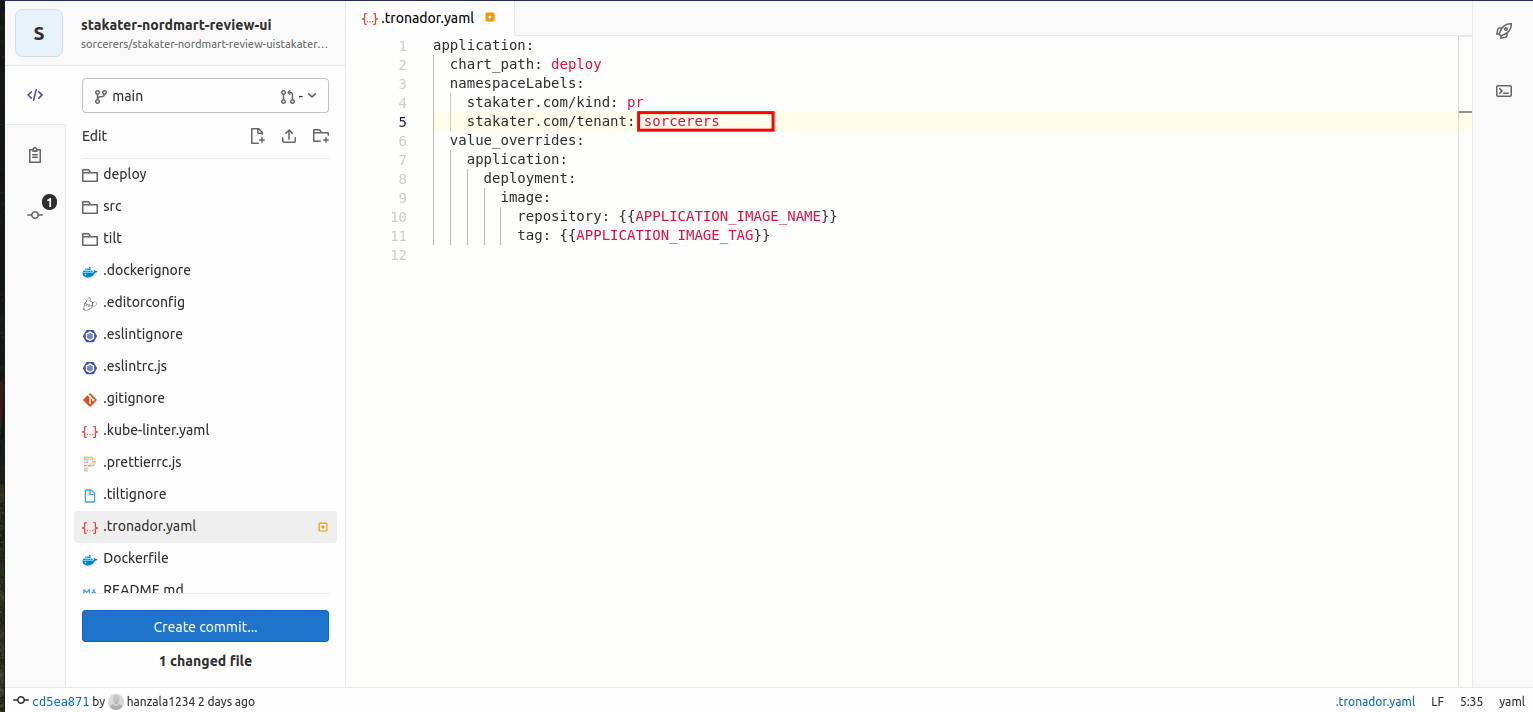 S
stakater-nordmart-review-ui
sorcerers/stakater-nordmart-review-uistakater...
main
-
Edit
1
deploy
src
tilt
.dockerignore
.editorconfig
.eslintignore
.eslintrc.js
.gitignore
.kube-linter.yaml
.prettierrc.js
.tiltignore
.tronador.yaml
Dockerfile
README.md
Create commit...
1 changed file
.tronador.yaml
1 application:
2 chart_path: deploy
3 namespaceLabels:
4 stakater.com/kind: pr
5 stakater.com/tenant: sorcerers
6 value_overrides:
7 application:
8 deployment:
9 image:
10 repository: {{APPLICATION_IMAGE_NAME}}
11 tag: {{APPLICATION_IMAGE_TAG}}
12
cd5ea871 by hanzala1234 2 days ago
.tronador.yaml LF 5:35 yaml